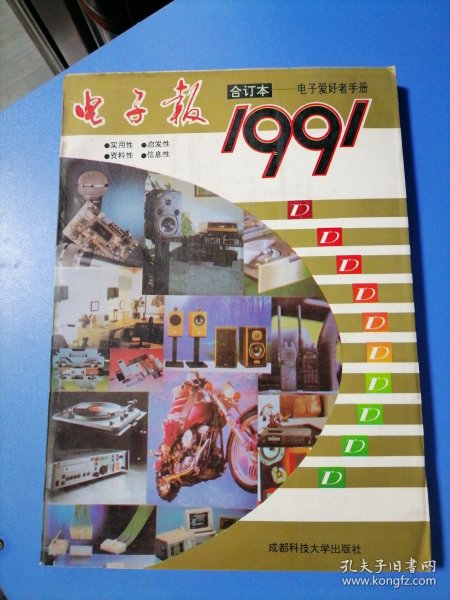 电子报
合订本——电子爱好者手册
1991
●实用性 ●启发性
●资料性 ●信息性
D
D
D
D
D
D
D
D
D
D
成都科技大学出版社
孔夫子旧书网
www.kongfz.com